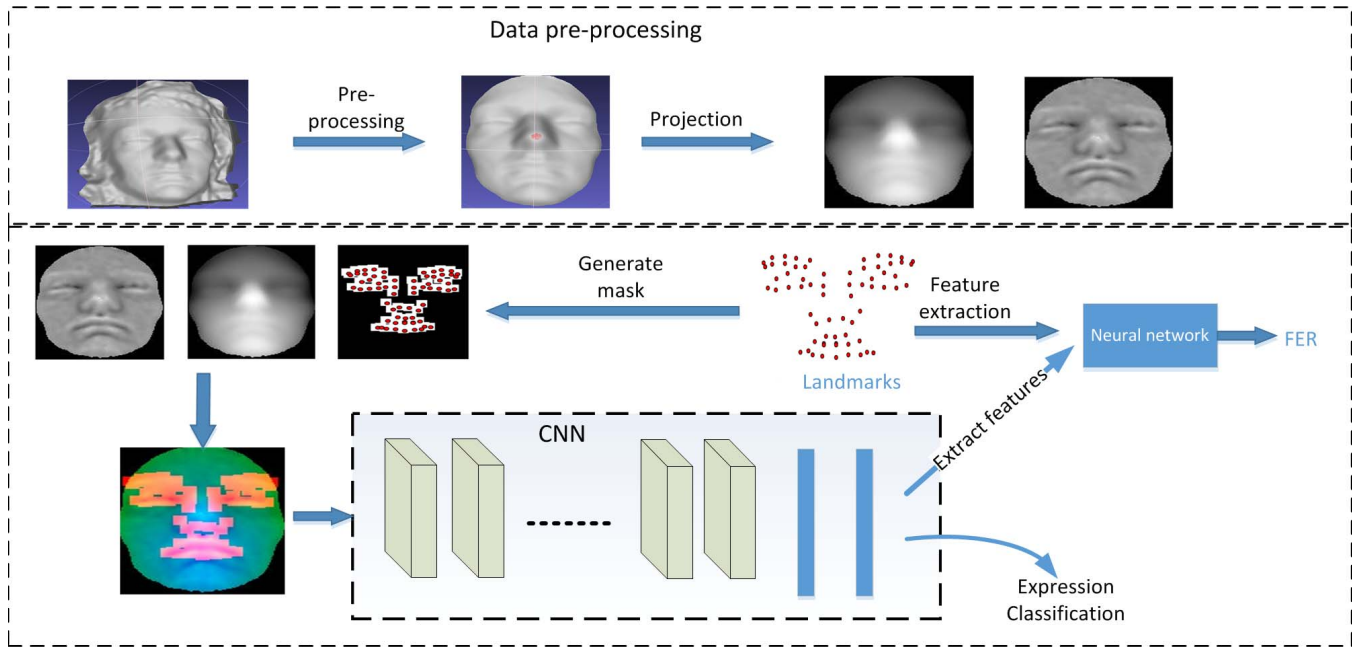 Data pre-processing
Pre-
processing
Projection
Generate
mask
Feature
extraction
Neural network
FER
Landmarks
Extract features
CNN
Expression
Classification